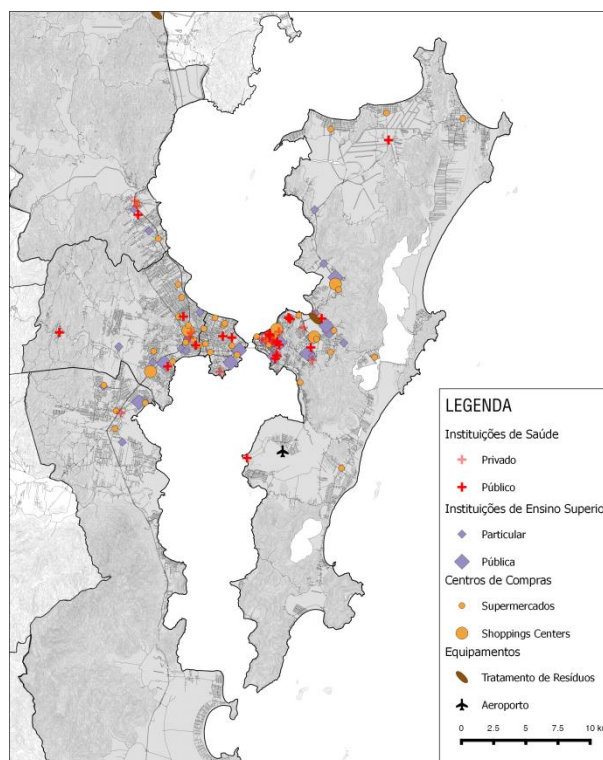 LEGENDA
Instituições de Saúde
Privado
Público
Instituições de Ensino Superio
Particular
Pública
Centros de Compras
Supermercados
Shoppings Centers
Equipamentos
Tratamento de Resíduos
Aeroporto
0 2,5 5 7,5 10 k